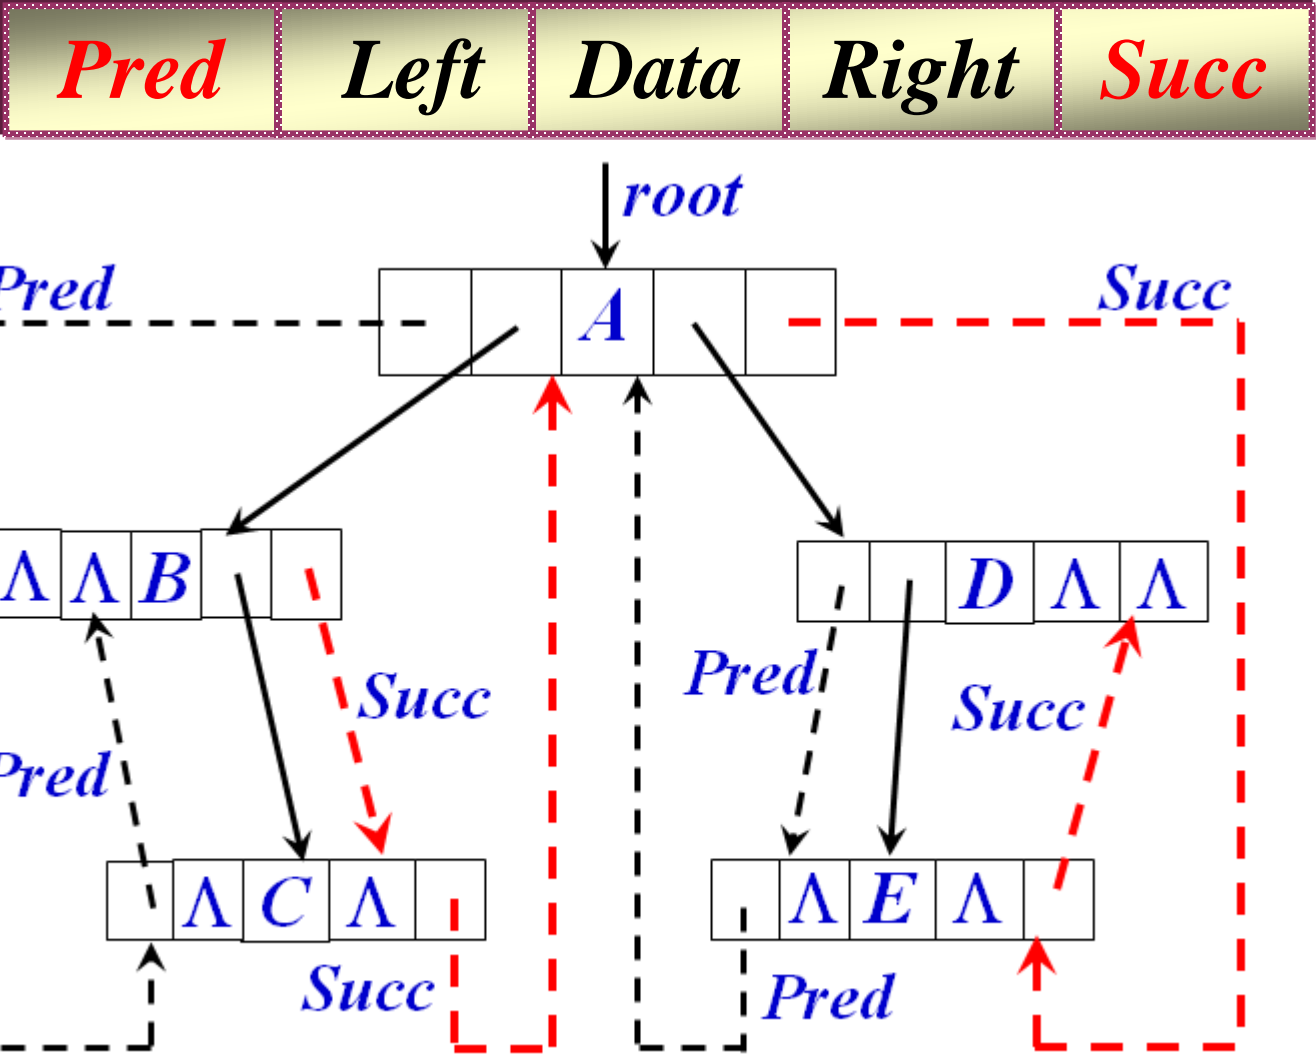 Pred Left Data Right Succ
root
Pred
Succ
A
Λ Λ B
D Λ Λ
Pred
Succ
Succ
Pred
Λ C Λ
Λ E Λ
Succ
Pred